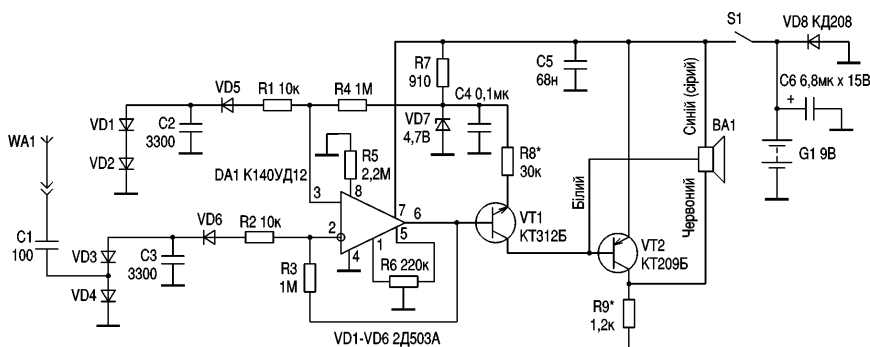 S1
VD8 КД208
R7
910
C5
68н
VD5
R1 10к
R4 1М
C4 0,1мк
C6 6,8мк х 15В
+
Синій (сірий)
BA1
VD1
VD2
C2
3300
VD7
4,7В
WA1
R5
2,2М
R8*
30к
G1 9В
DA1 К140УД12
8
3
7
6
Білий
Червоний
VD6
R2 10к
2
5
1
4
VT1
КТ312Б
C1
100
VD3
VD4
C3
3300
R3
1М
R6 220к
VT2
КТ209Б
R9*
1,2к
VD1-VD6 2Д503А